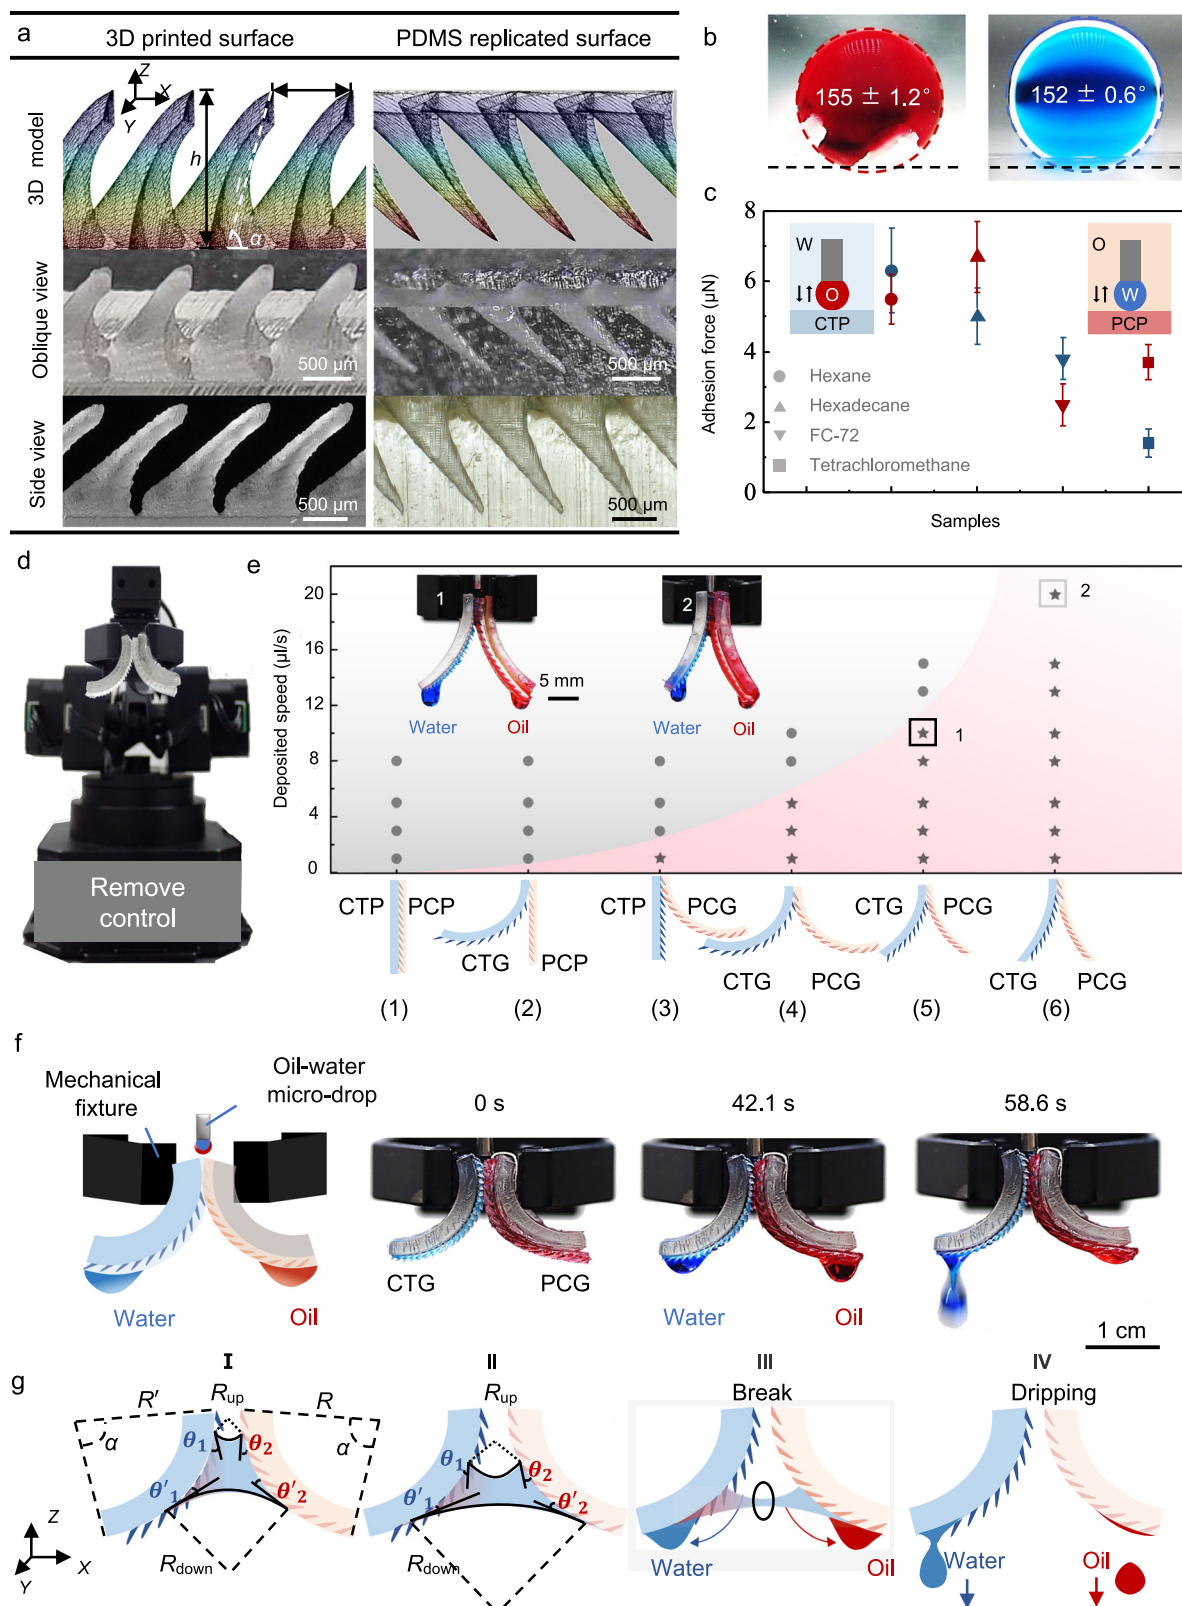 a
3D printed surface
PDMS replicated surface
3D model
Z
X
Y
h
α
Oblique view
500 μm
500 μm
Side view
500 μm
500 μm
b
155 ± 1.2°
152 ± 0.6°
c
Adhesion force (μN)
8
6
4
2
0
W
O
CTP
O
W
PCP
Hexane
Hexadecane
FC-72
Tetrachloromethane
Samples
d
Remove
control
e
Deposited speed (μl/s)
20
16
12
8
4
0
1
Water
Oil
5 mm
2
Water
Oil
2
1
CTP
PCP
CTG
PCP
CTP
PCG
CTG
PCG
CTG
PCG
CTG
PCG
(1)
(2)
(3)
(4)
(5)
(6)
f
Mechanical
fixture
Oil-water
micro-drop
Water
Oil
0 s
42.1 s
58.6 s
CTG
PCG
Water
Oil
1 cm
g
I
II
III
IV
R'
Rup
R
α
α
θ1
θ2
θ'1
θ'2
Rdown
Z
X
Y
Rup
θ1
θ2
θ'1
θ'2
Rdown
Break
Water
Oil
Dripping
Water
Oil